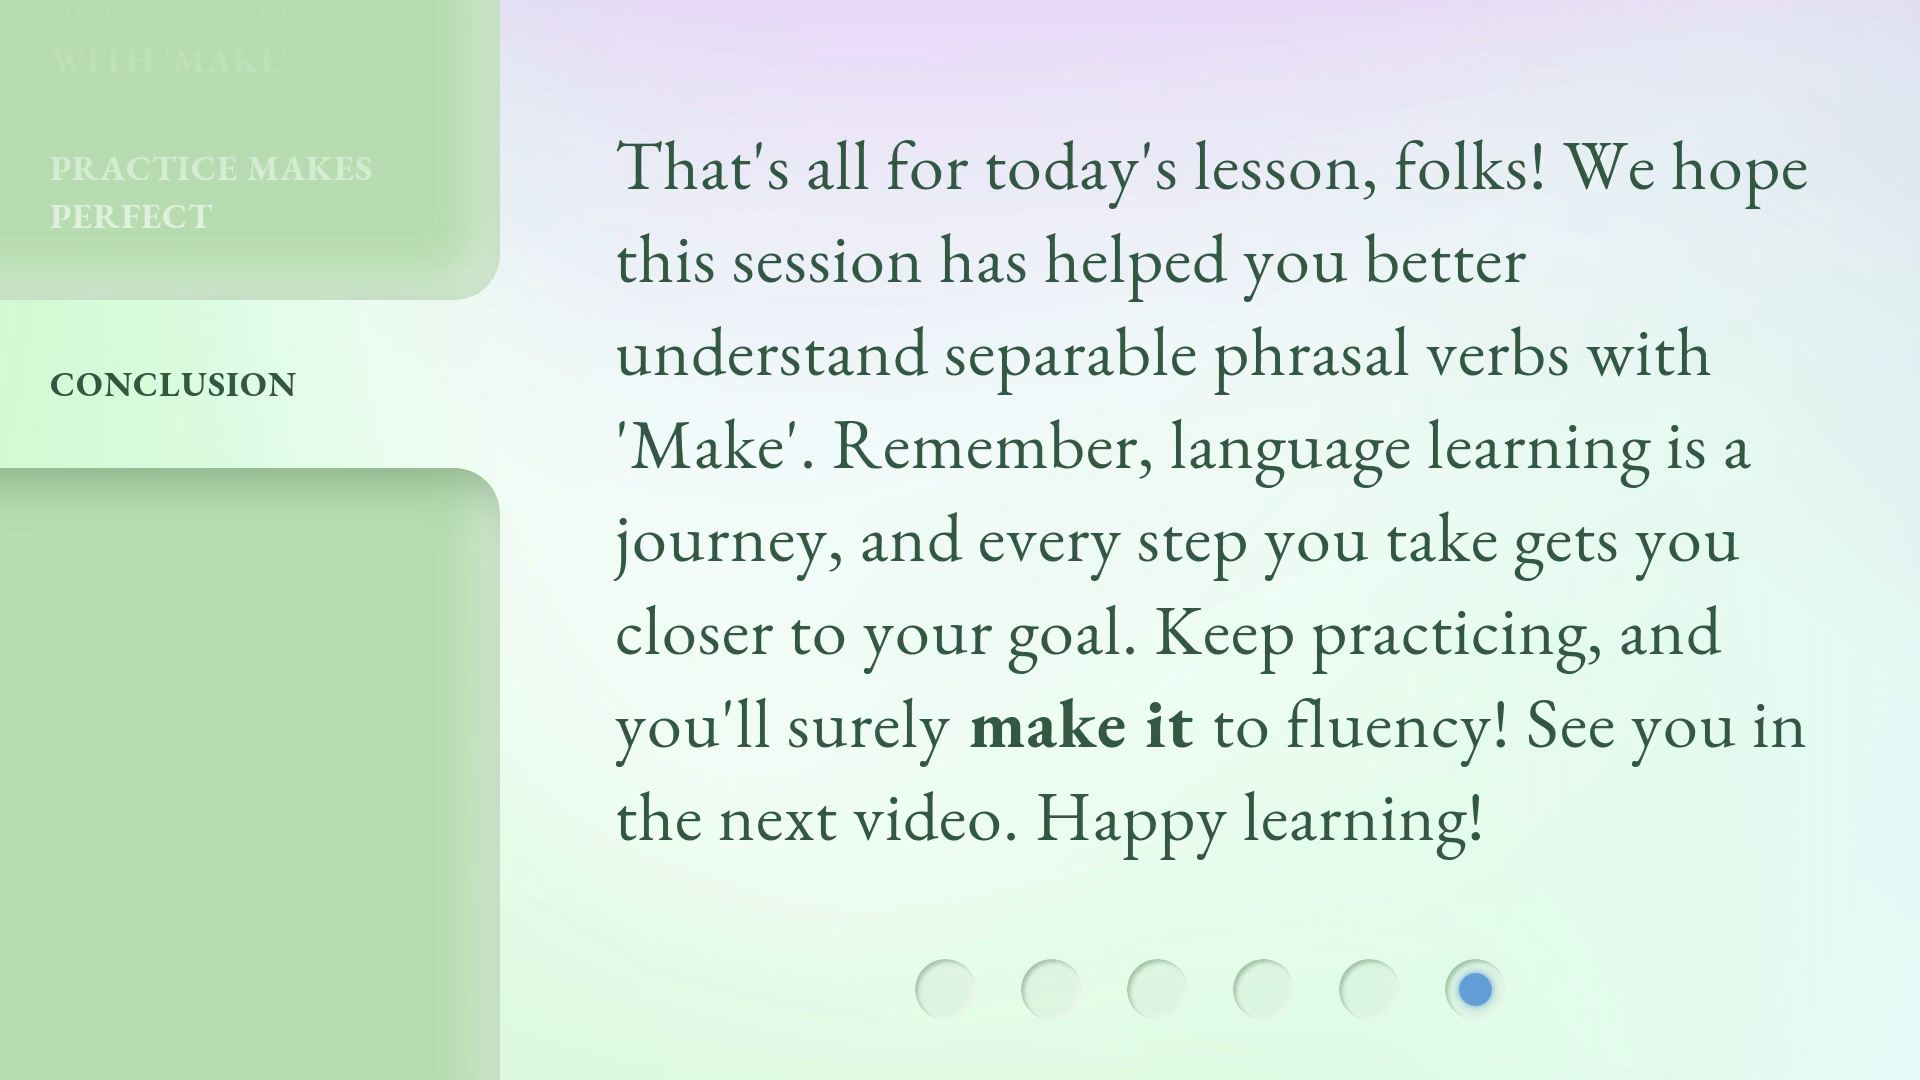 WITH 'MAKE'
PRACTICE MAKES
PERFECT
CONCLUSION
That's all for today's lesson, folks! We hope
this session has helped you better
understand separable phrasal verbs with
'Make'. Remember, language learning is a
journey, and every step you take gets you
closer to your goal. Keep practicing, and
you'll surely make it to fluency! See you in
the next video. Happy learning!